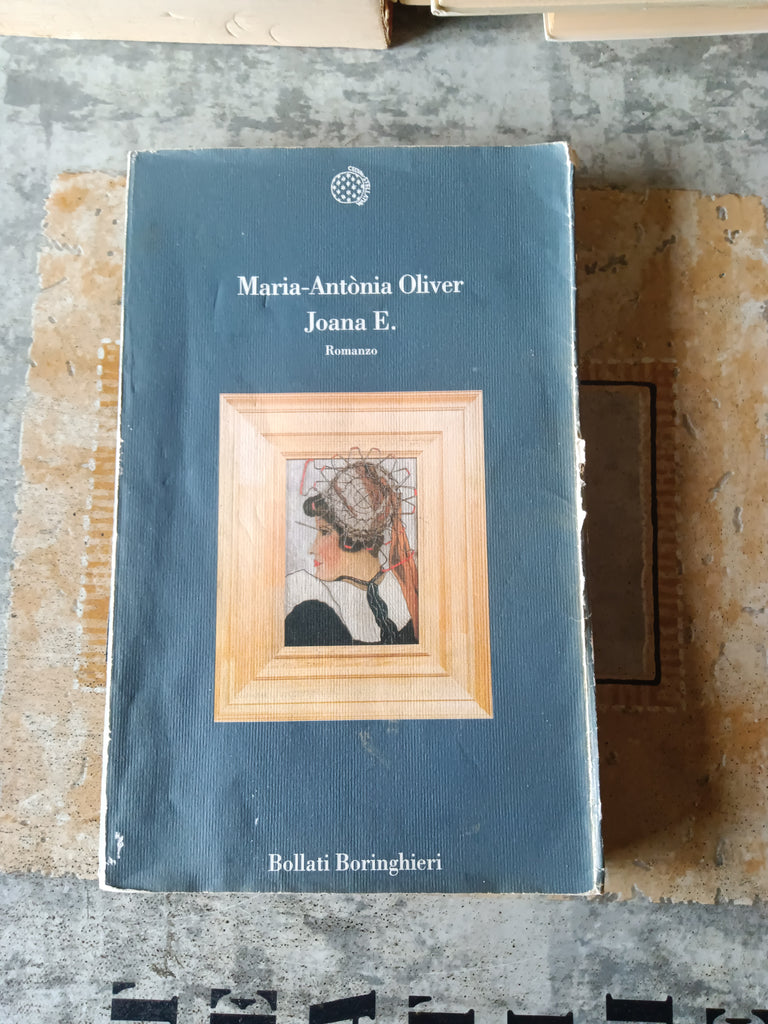 Maria-Antònia Oliver
Joana E.
Romanzo
Bollati Boringhieri